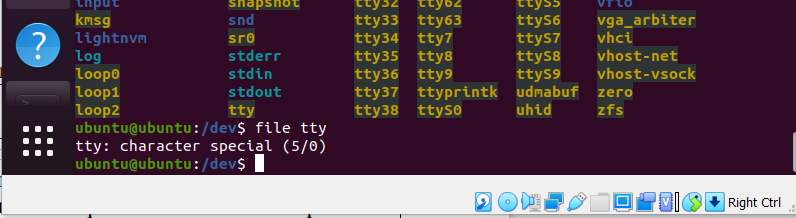 input snapshot tty32 tty62 ttyS5 vfio
kmsg snd tty33 tty63 ttyS6 vga_arbiter
lightnvm sr0 tty34 tty7 ttyS7 vhci
log stderr tty35 tty8 ttyS8 vhost-net
loop0 stdin tty36 tty9 ttyS9 vhost-vsock
loop1 stdout tty37 ttyprintk udmabuf zero
loop2 tty tty38 ttyS0 uhid zfs
ubuntu@ubuntu:/dev$ file tty
tty: character special (5/0)
ubuntu@ubuntu:/dev$
Right Ctrl